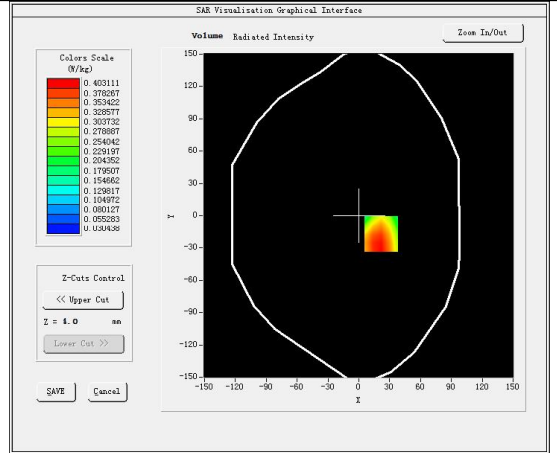 SAR Visualisation Graphical Interface
Volume Radiated Intensity
Zoom In/Out
Colors Scale
(W/kg)
0.403111
0.378267
0.353422
0.328577
0.303732
0.278887
0.254042
0.229197
0.204352
0.179507
0.154662
0.129817
0.104972
0.080127
0.055283
0.030438
Z-Cuts Control
<< Upper Cut
Z = 4.0 mm
Lower Cut >>
SAVE Cancel
150
120
90
60
30
0
-30
-60
-90
-120
-150
Y
-150 -120 -90 -60 -30 0 30 60 90 120 150
X